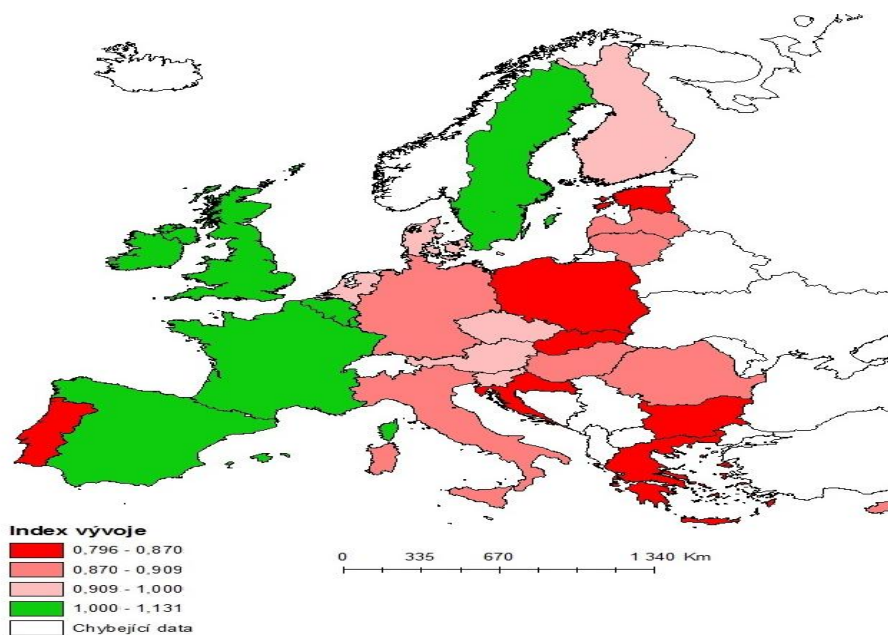 Index vývoje
0,796 - 0,870
0,870 - 0,909
0,909 - 1,000
1,000 - 1,131
Chybející data
0 335 670 1 340 Km